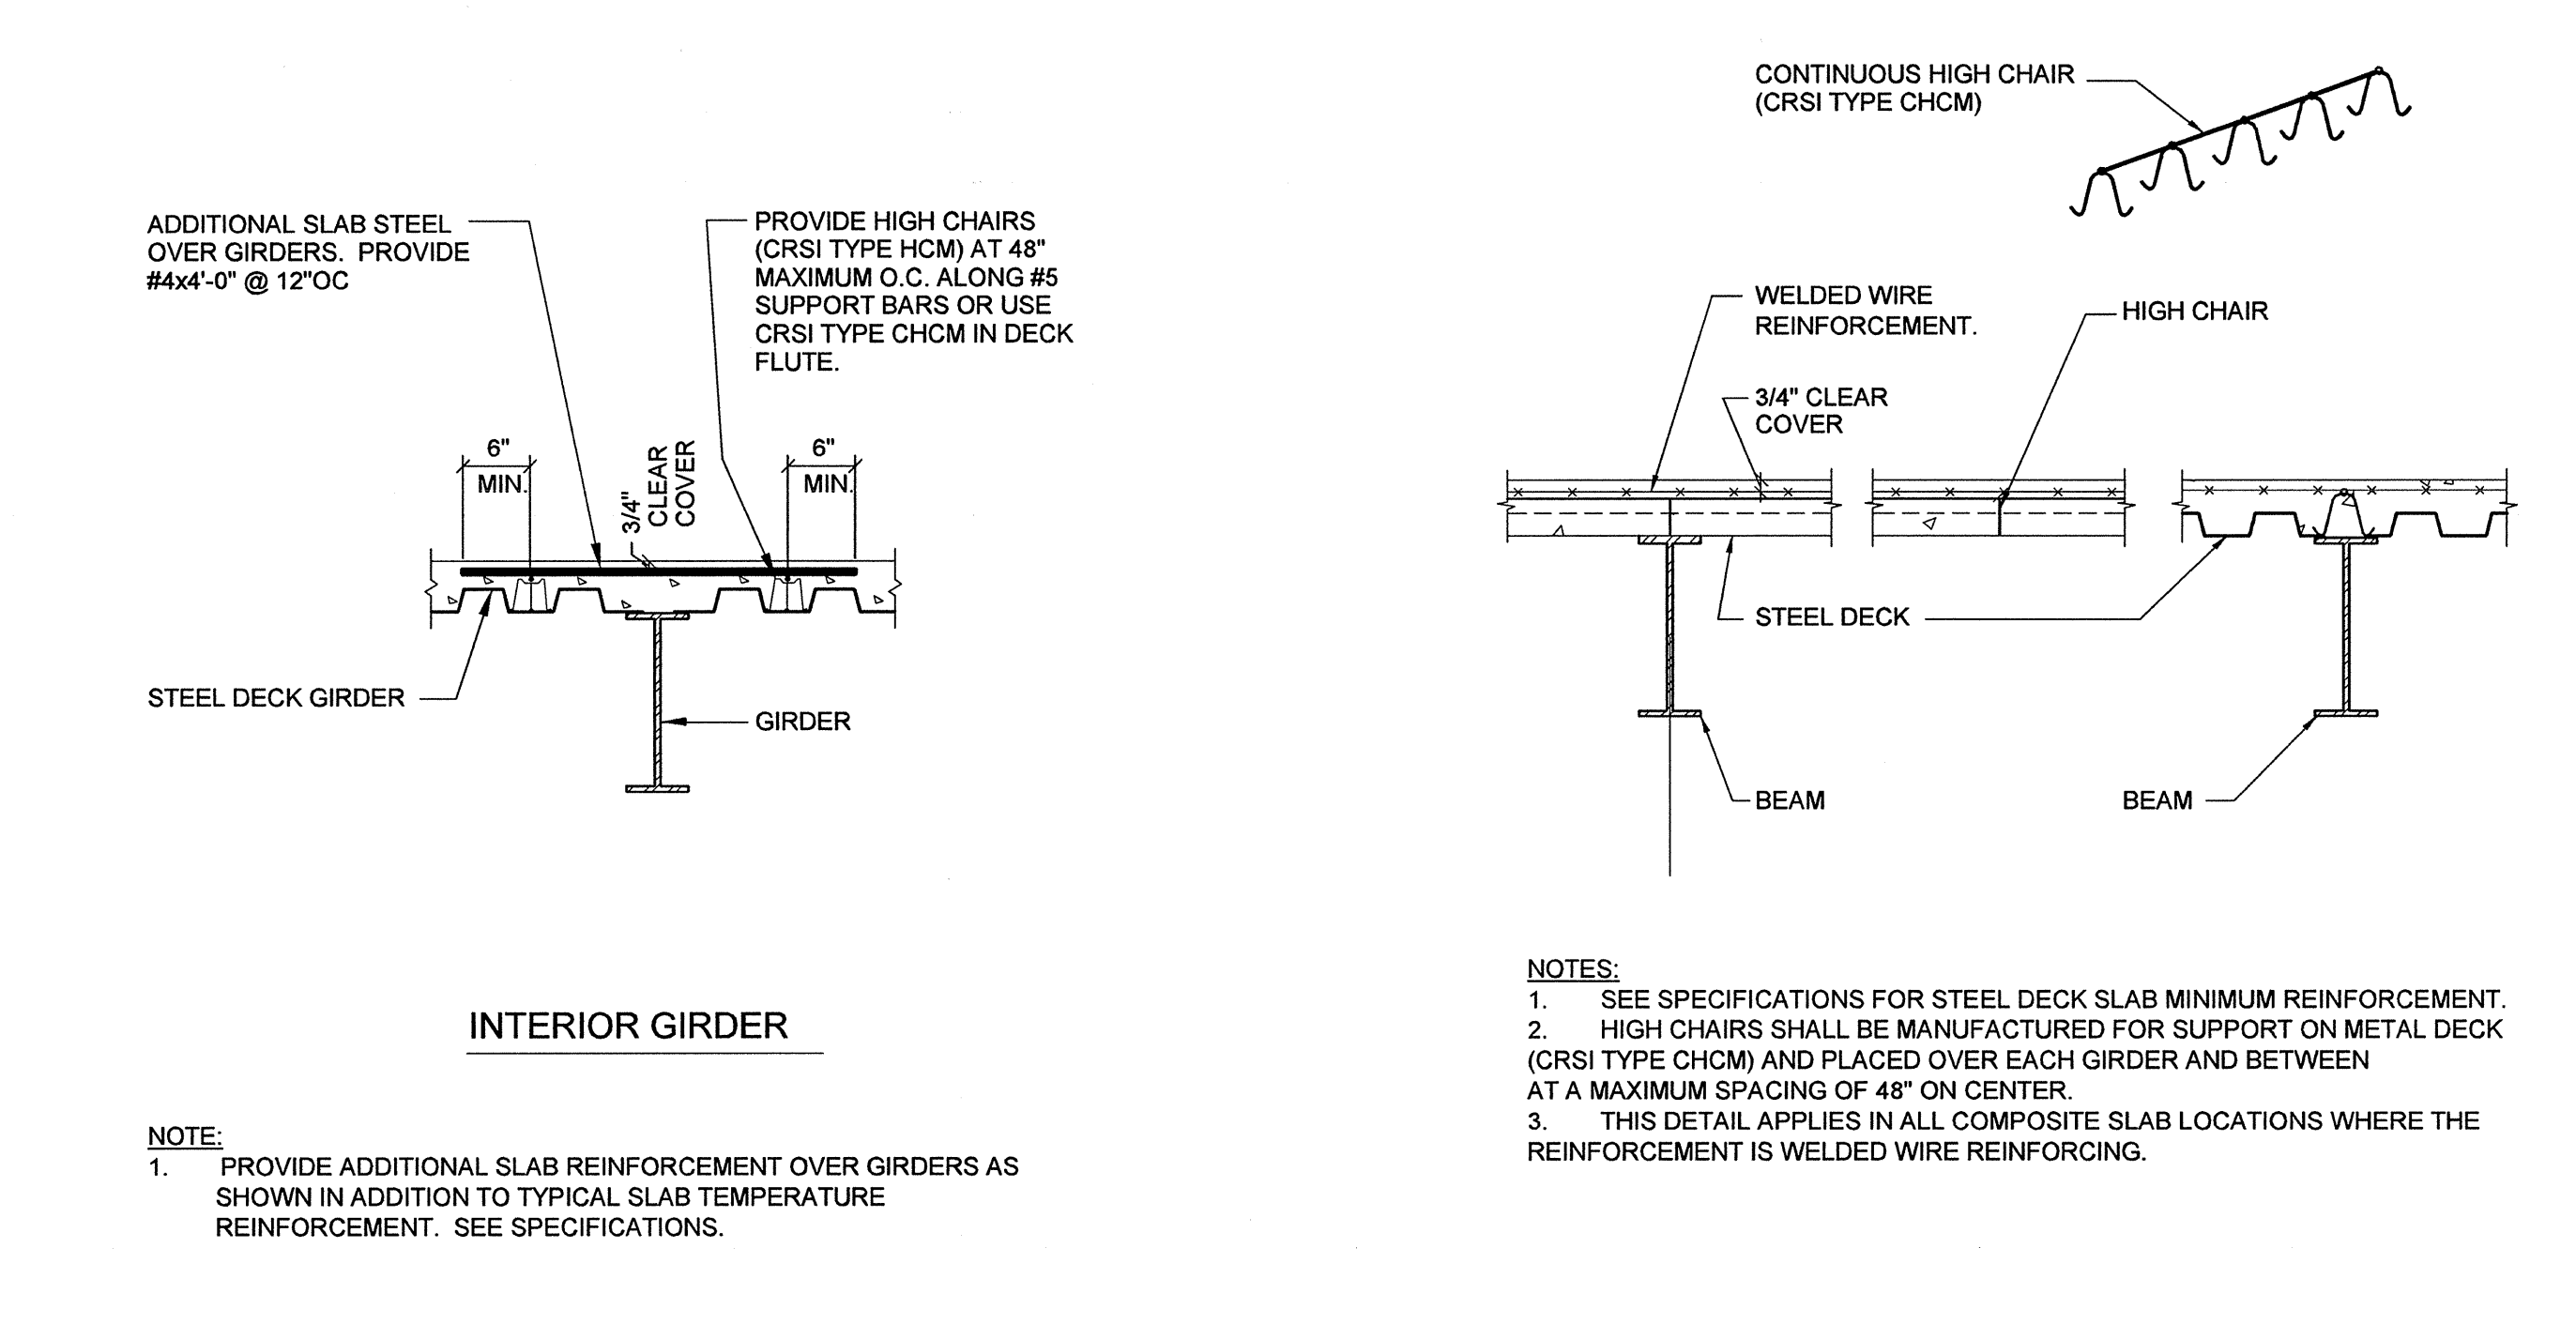 ADDITIONAL SLAB STEEL
OVER GIRDERS.  PROVIDE
#4x4'-0" @ 12"OC
PROVIDE HIGH CHAIRS
(CRSI TYPE HCM) AT 48"
MAXIMUM O.C. ALONG #5
SUPPORT BARS OR USE
CRSI TYPE CHCM IN DECK
FLUTE.
6"
MIN.
3/4"
CLEAR
COVER
6"
MIN.
STEEL DECK GIRDER
GIRDER
INTERIOR GIRDER
NOTE:
1. PROVIDE ADDITIONAL SLAB REINFORCEMENT OVER GIRDERS AS
SHOWN IN ADDITION TO TYPICAL SLAB TEMPERATURE
REINFORCEMENT.  SEE SPECIFICATIONS.
CONTINUOUS HIGH CHAIR
(CRSI TYPE CHCM)
WELDED WIRE
REINFORCEMENT.
HIGH CHAIR
3/4" CLEAR
COVER
STEEL DECK
BEAM
BEAM
NOTES:
1. SEE SPECIFICATIONS FOR STEEL DECK SLAB MINIMUM REINFORCEMENT.
2. HIGH CHAIRS SHALL BE MANUFACTURED FOR SUPPORT ON METAL DECK
(CRSI TYPE CHCM) AND PLACED OVER EACH GIRDER AND BETWEEN
AT A MAXIMUM SPACING OF 48" ON CENTER.
3. THIS DETAIL APPLIES IN ALL COMPOSITE SLAB LOCATIONS WHERE THE
REINFORCEMENT IS WELDED WIRE REINFORCING.